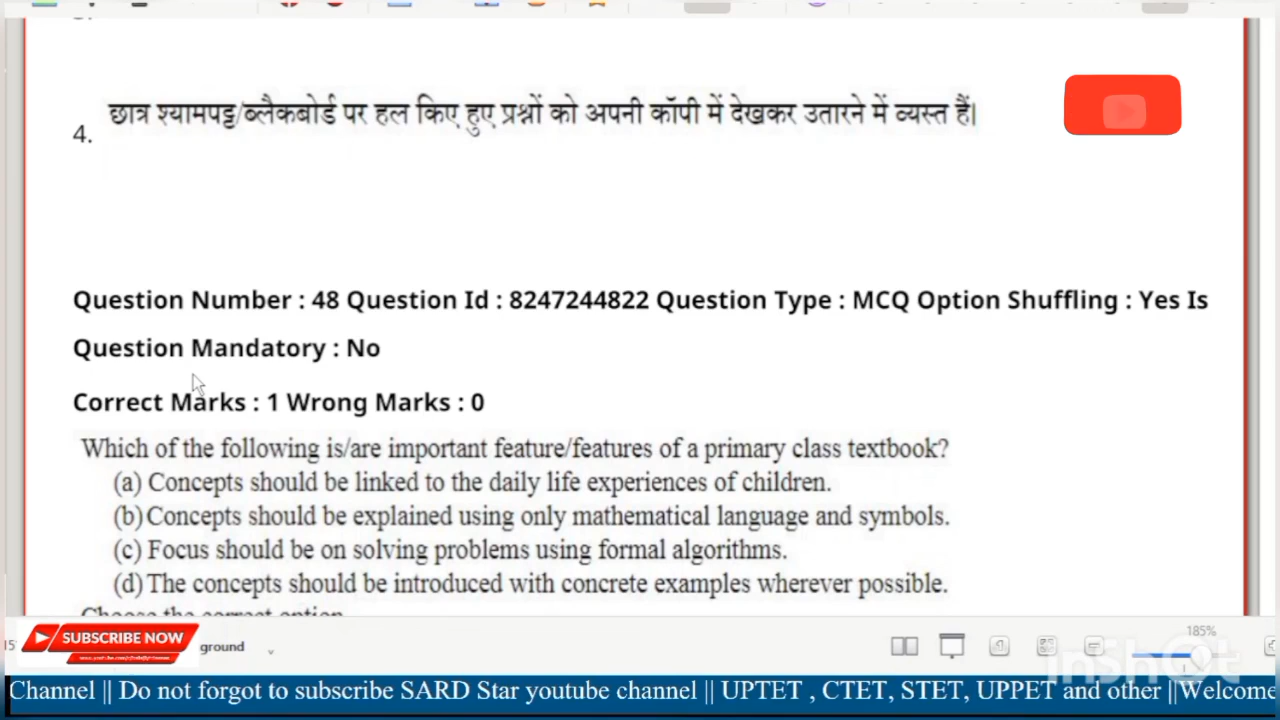 छात्र श्यामपट्ट/ब्लैकबोर्ड पर हल किए हुए प्रश्नों को अपनी कॉपी में देखकर उतारने में व्यस्त हैं।
4.
Question Number : 48 Question Id : 8247244822 Question Type : MCQ Option Shuffling : Yes Is
Question Mandatory : No
Correct Marks : 1 Wrong Marks : 0
Which of the following is/are important feature/features of a primary class textbook?
(a) Concepts should be linked to the daily life experiences of children.
(b) Concepts should be explained using only mathematical language and symbols.
(c) Focus should be on solving problems using formal algorithms.
(d) The concepts should be introduced with concrete examples wherever possible.
Choose the correct option
SUBSCRIBE NOW
ground
185%
InShOt
Channel || Do not forgot to subscribe SARD Star youtube channel || UPTET , CTET, STET, UPPET and other ||Welcome